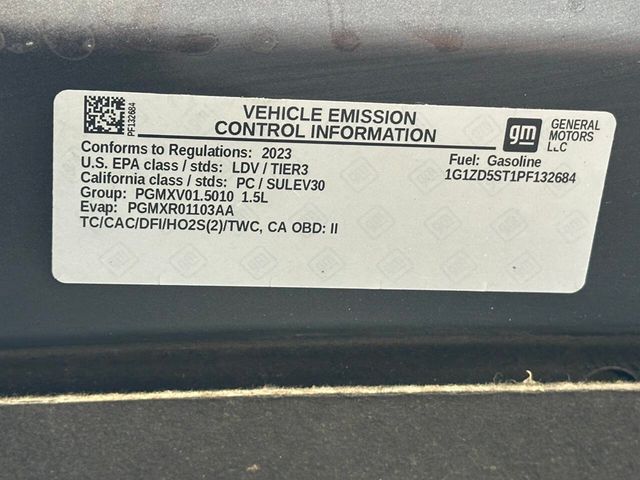 PF132684
VEHICLE EMISSION
CONTROL INFORMATION
gm
GENERAL
MOTORS
LLC
Conforms to Regulations: 2023
U.S. EPA class / stds: LDV / TIER3
California class / stds: PC / SULEV30
Group: PGMXV01.5010 1.5L
Evap: PGMXR01103AA
TC/CAC/DFI/HO2S(2)/TWC, CA OBD: II
Fuel: Gasoline
1G1ZD5ST1PF132684